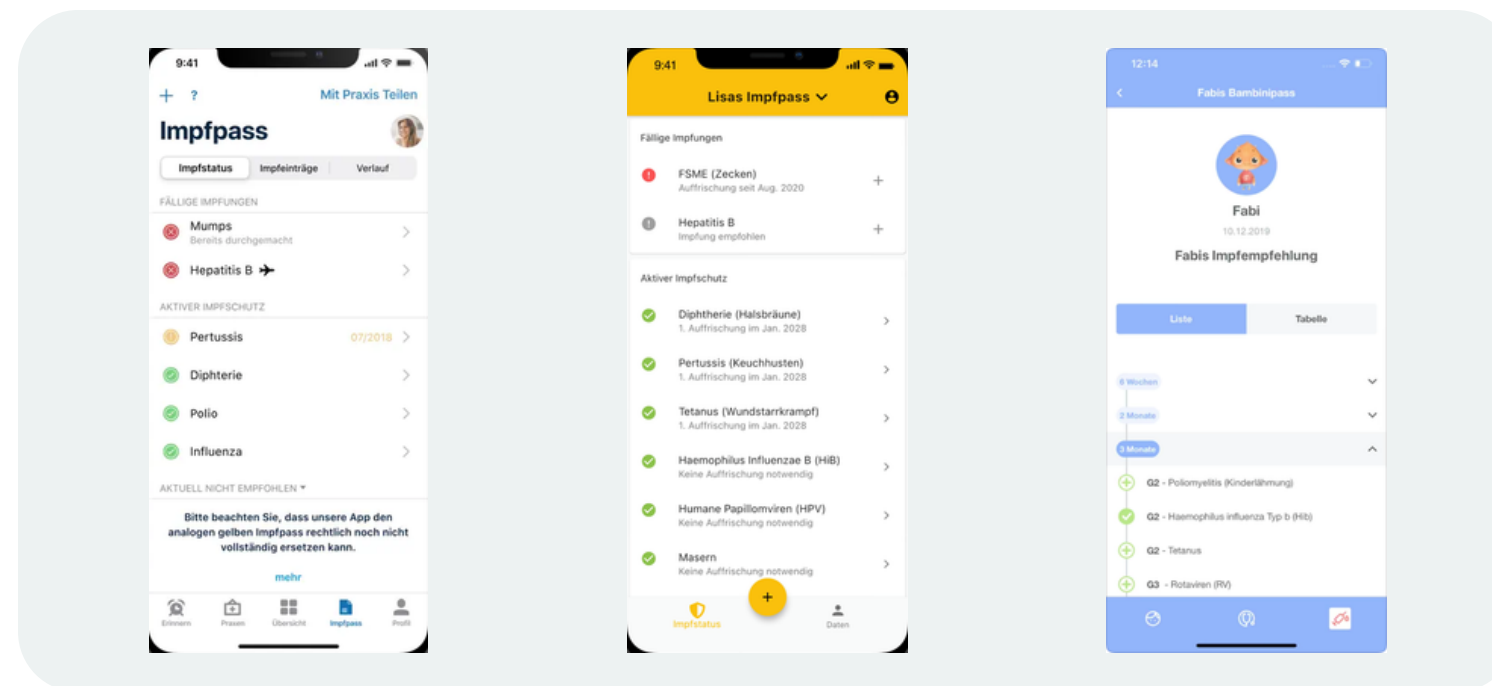 9:41
+ ? Mit Praxis Teilen
Impfpass
Impfstatus Impfeinträge Verlauf
FÄLLIGE IMPFUNGEN
Mumps
Bereits durchgemacht
Hepatitis B
AKTIVER IMPFSCHUTZ
Pertussis 07/2018
Diphterie
Polio
Influenza
AKTUELL NICHT EMPFOHLEN
Bitte beachten Sie, dass unsere App den
analogen gelben Impfpass rechtlich noch nicht
vollständig ersetzen kann.
mehr
Erinnern Praxen Übersicht Impfpass Profil
9:41
Lisas Impfpass
Fällige Impfungen
FSME (Zecken)
Auffrischung seit Aug. 2020
Hepatitis B
Impfung empfohlen
Aktiver Impfschutz
Diphtherie (Halsbräune)
1. Auffrischung im Jan. 2028
Pertussis (Keuchhusten)
1. Auffrischung im Jan. 2028
Tetanus (Wundstarrkrampf)
1. Auffrischung im Jan. 2028
Haemophilus Influenzae B (HiB)
Keine Auffrischung notwendig
Humane Papillomviren (HPV)
Keine Auffrischung notwendig
Masern
Keine Auffrischung notwendig
+
Impfstatus Daten
12:14
Fabis Bambinipass
Fabi
10.12.2019
Fabis Impfempfehlung
Liste Tabelle
6 Wochen
2 Monate
3 Monate
G2 - Poliomyelitis (Kinderlähmung)
G2 - Haemophilus influenza Typ b (Hib)
G2 - Tetanus
G3 - Rotaviren (RV)